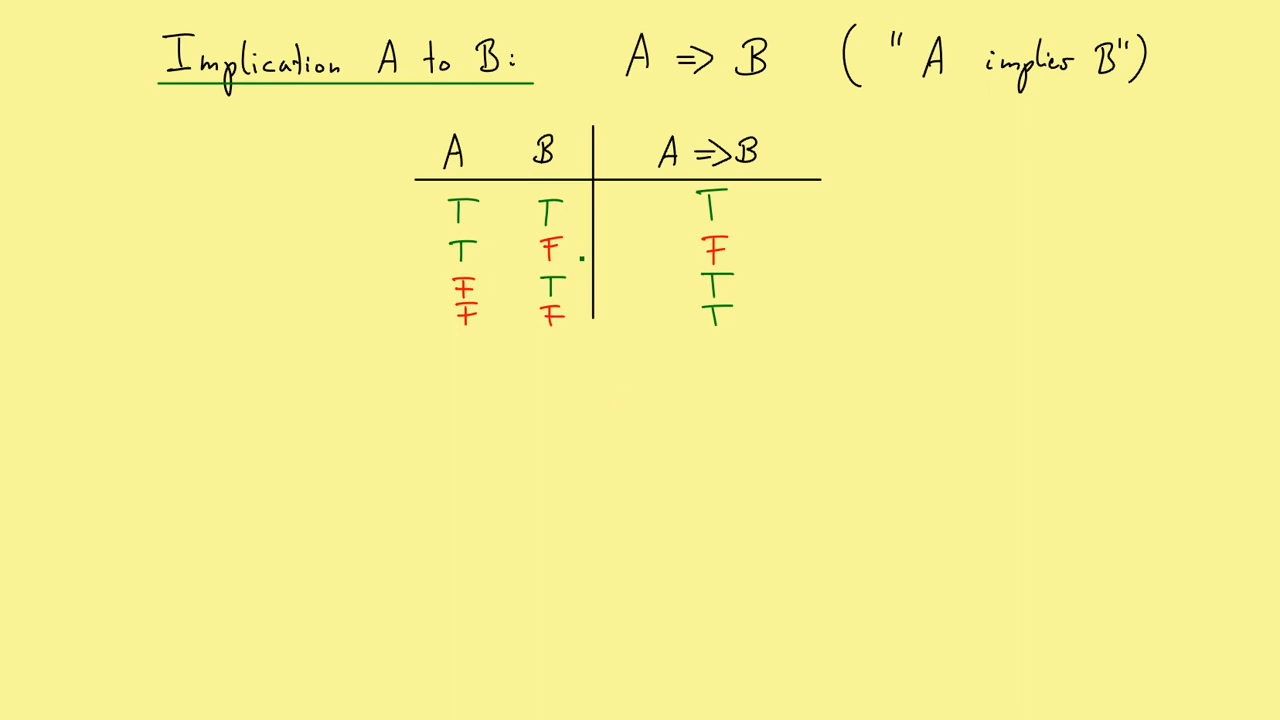 Implication A to B: A ⇒ B ("A implies B")
A B A ⇒ B
T T T
T F . F
F T T
F F T